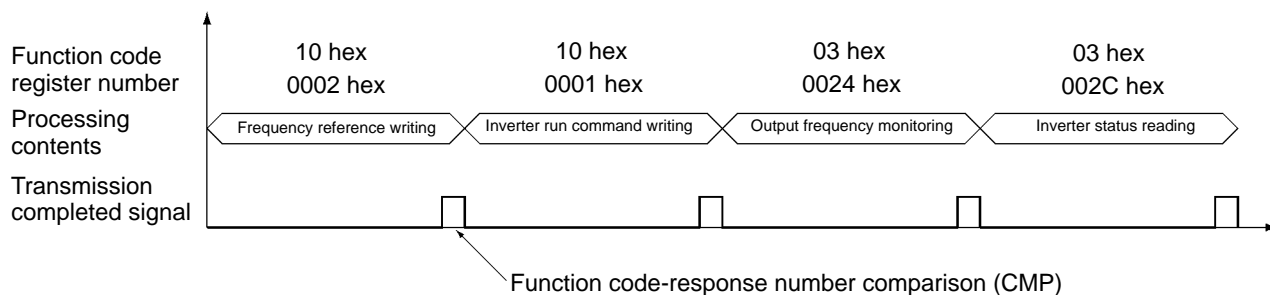 Function code
register number
10 hex
0002 hex
10 hex
0001 hex
03 hex
0024 hex
03 hex
002C hex
Processing
contents
Frequency reference writing
Inverter run command writing
Output frequency monitoring
Inverter status reading
Transmission
completed signal
Function code-response number comparison (CMP)